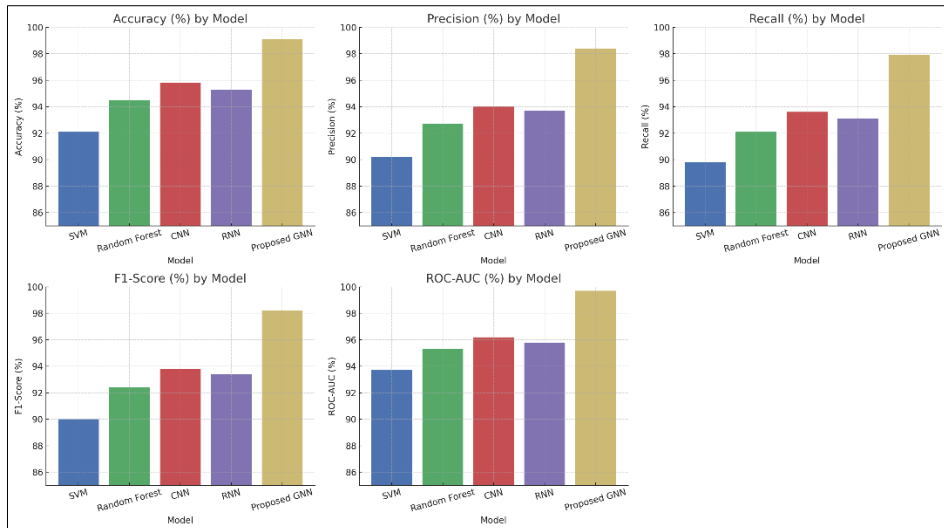 Accuracy (%) by Model
100
98
96
94
92
90
88
86
Accuracy (%)
SVM
Random Forest
CNN
RNN
Proposed GNN
Model
Precision (%) by Model
100
98
96
94
92
90
88
86
Precision (%)
SVM
Random Forest
CNN
RNN
Proposed GNN
Model
Recall (%) by Model
100
98
96
94
92
90
88
86
Recall (%)
SVM
Random Forest
CNN
RNN
Proposed GNN
Model
F1-Score (%) by Model
100
98
96
94
92
90
88
86
F1-Score (%)
SVM
Random Forest
CNN
RNN
Proposed GNN
Model
ROC-AUC (%) by Model
100
98
96
94
92
90
88
86
ROC-AUC (%)
SVM
Random Forest
CNN
RNN
Proposed GNN
Model